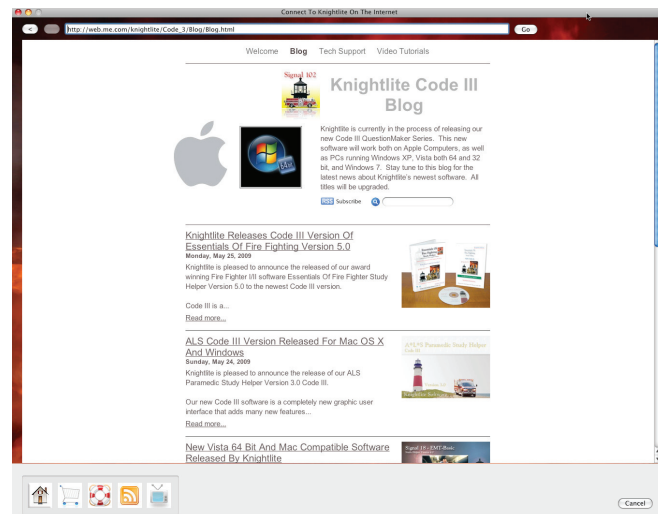 Connect To Knightlite On The Internet
< http://web.me.com/knightlite/Code_3/Blog/Blog.html Go
Welcome Blog Tech Support Video Tutorials
Signal 102
Knightlite Code III
Blog
Knightlite is currently in the process of releasing our
new Code III QuestionMaker Series. This new
software will work both on Apple Computers, as well
as PCs running Windows XP, Vista both 64 and 32
bit, and Windows 7. Stay tune to this blog for the
latest news about Knightlite's newest software. All
titles will be upgraded.
64bit
RSS Subscribe
Knightlite Releases Code III Version Of
Essentials Of Fire Fighting Version 5.0
Monday, May 25, 2009
Knightlite is pleased to announce the released of our award
winning Fire Fighter I/II software Essentials Of Fire Fighter Study
Helper Version 5.0 to the newest Code III version.
Code III is a...
Read more...
ALS Code III Version Released For Mac OS X
And Windows
Sunday, May 24, 2009
Knightlite is pleased to announce the release of our ALS
Paramedic Study Helper Version 3.0 Code III.
Our new Code III software is a completely new graphic user
interface that adds many new features...
Read more...
A*L*S Paramedic Study Helper
New Vista 64 Bit And Mac Compatible Software
Released By Knightlite
Signal 18 - EMT-Basic
Cancel